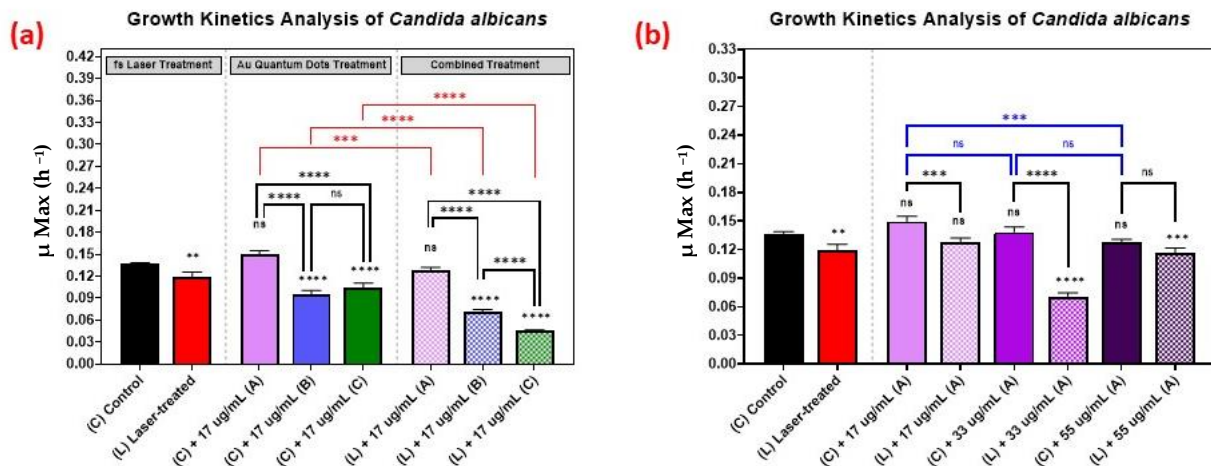 (a)
Growth Kinetics Analysis of Candida albicans
μ Max (h⁻¹)
0.42
0.39
0.36
0.33
0.30
0.27
0.24
0.21
0.18
0.15
0.12
0.09
0.06
0.03
0.00
fs Laser Treatment
Au Quantum Dots Treatment
Combined Treatment
****
****
***
****
****
ns
****
****
****
**
ns
****
****
ns
****
****
(C) Control
(L) Laser-treated
(C) + 17 ug/mL (A)
(C) + 17 ug/mL (B)
(C) + 17 ug/mL (C)
(L) + 17 ug/mL (A)
(L) + 17 ug/mL (B)
(L) + 17 ug/mL (C)
(b)
Growth Kinetics Analysis of Candida albicans
μ Max (h⁻¹)
0.33
0.30
0.27
0.24
0.21
0.18
0.15
0.12
0.09
0.06
0.03
0.00
***
ns
ns
***
****
ns
**
ns
ns
ns
****
ns
***
(C) Control
(L) Laser-treated
(C) + 17 ug/mL (A)
(L) + 17 ug/mL (A)
(C) + 33 ug/mL (A)
(L) + 33 ug/mL (A)
(C) + 55 ug/mL (A)
(L) + 55 ug/mL (A)